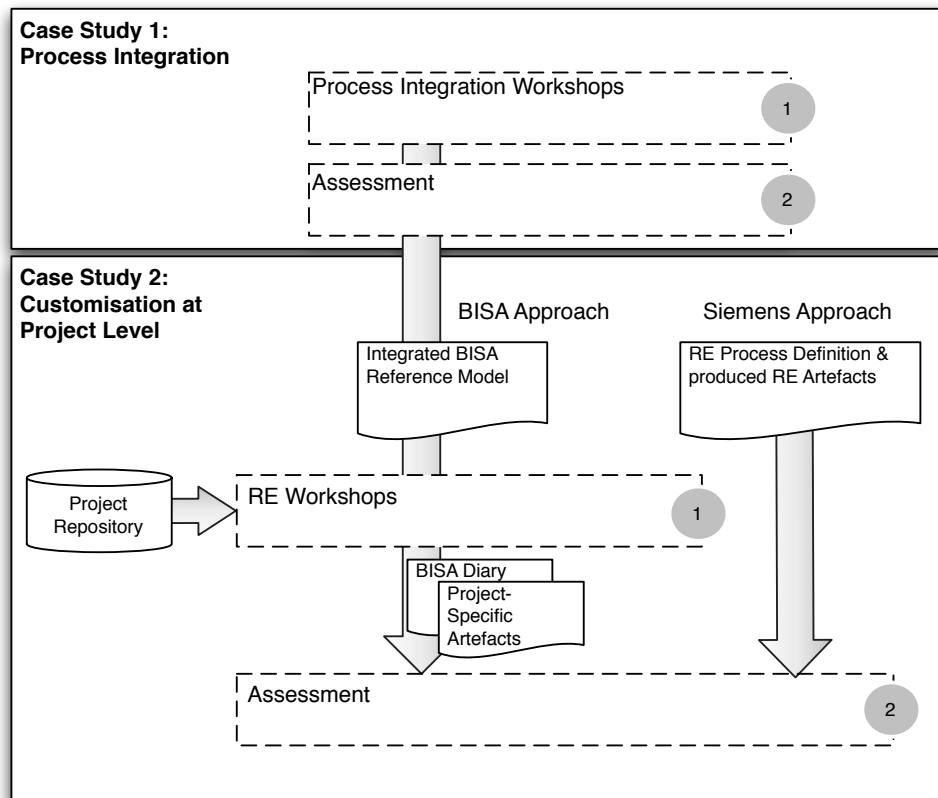 Case Study 1:
Process Integration
Process Integration Workshops
1
Assessment
2
Case Study 2:
Customisation at
Project Level
BISA Approach
Siemens Approach
Integrated BISA
Reference Model
RE Process Definition &
produced RE Artefacts
Project
Repository
RE Workshops
1
BISA Diary
Project-
Specific
Artefacts
Assessment
2